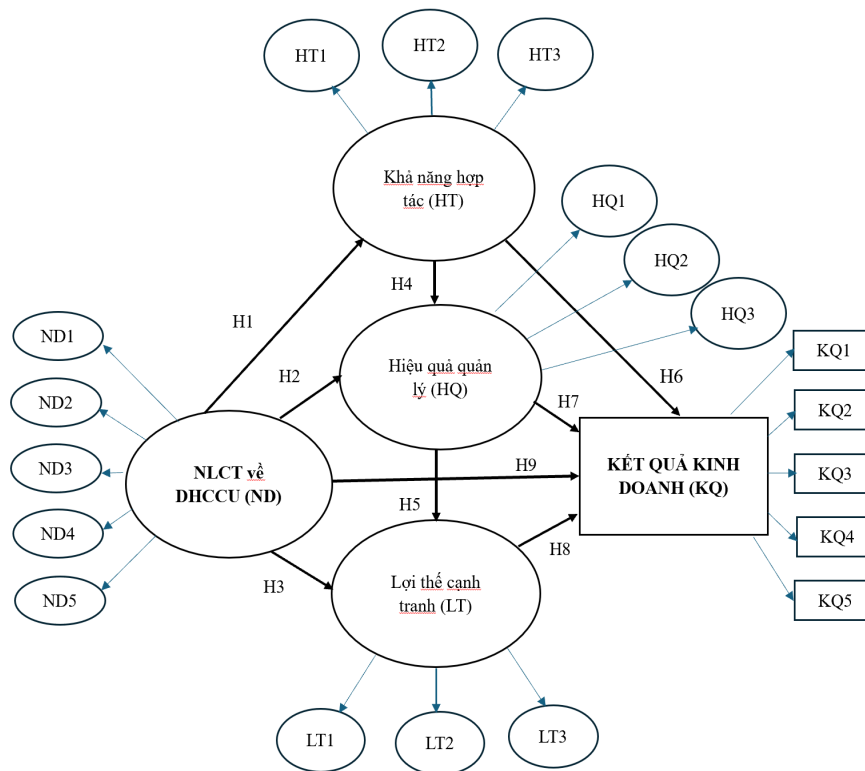 HT1
HT2
HT3
Khả năng hợp
tác (HT)
HQ1
HQ2
HQ3
H4
H1
ND1
H2
Hiệu quả quản
lý (HQ)
H6
KQ1
ND2
H7
KQ2
ND3
NLCT về
DHCCU (ND)
H9
KẾT QUẢ KINH
DOANH (KQ)
KQ3
H5
ND4
H8
KQ4
H3
Lợi thế cạnh
tranh (LT)
ND5
KQ5
LT1
LT2
LT3